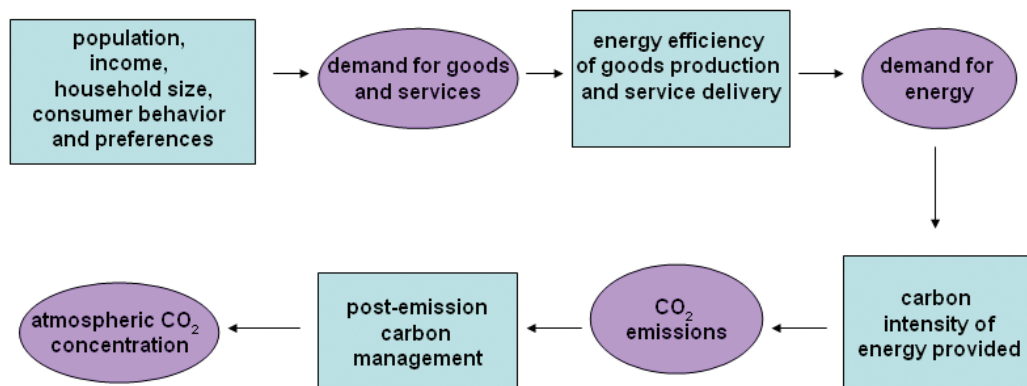 population,
income,
household size,
consumer behavior
and preferences
demand for goods
and services
energy efficiency
of goods production
and service delivery
demand for
energy
carbon
intensity of
energy provided
CO₂
emissions
post-emission
carbon
management
atmospheric CO₂
concentration